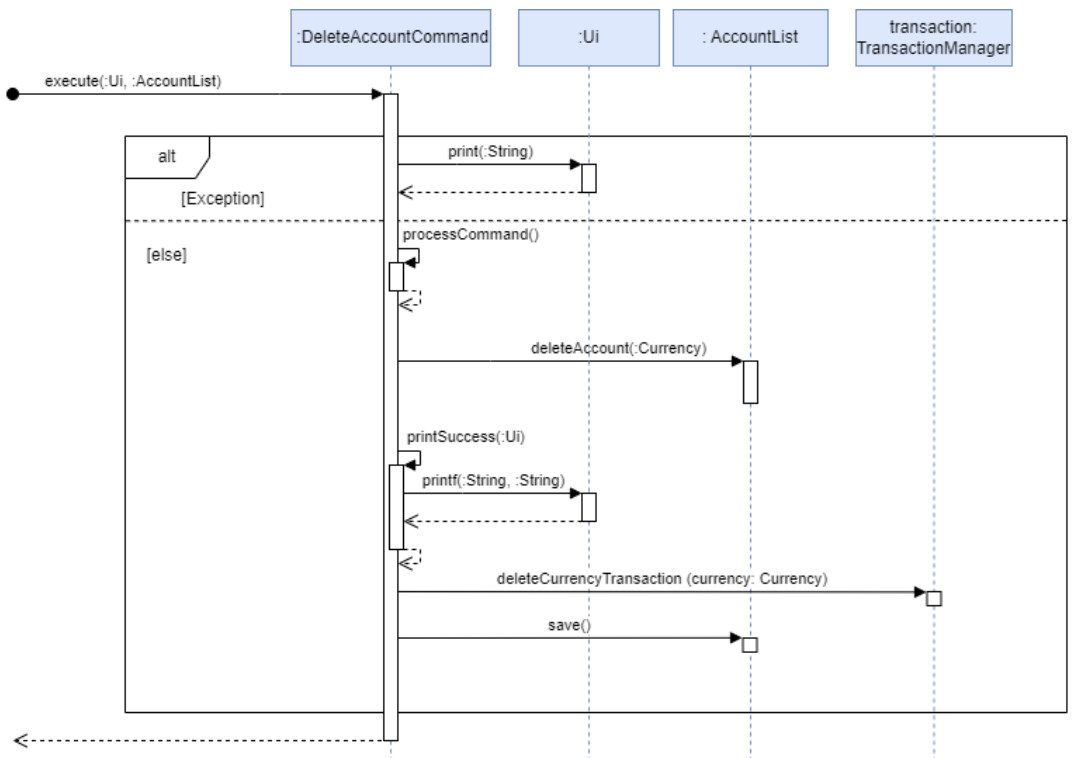 :DeleteAccountCommand
:Ui
: AccountList
transaction:
TransactionManager
execute(:Ui, :AccountList)
alt
print(:String)
[Exception]
processCommand()
[else]
deleteAccount(:Currency)
printSuccess(:Ui)
printf(:String, :String)
deleteCurrencyTransaction (currency: Currency)
save()